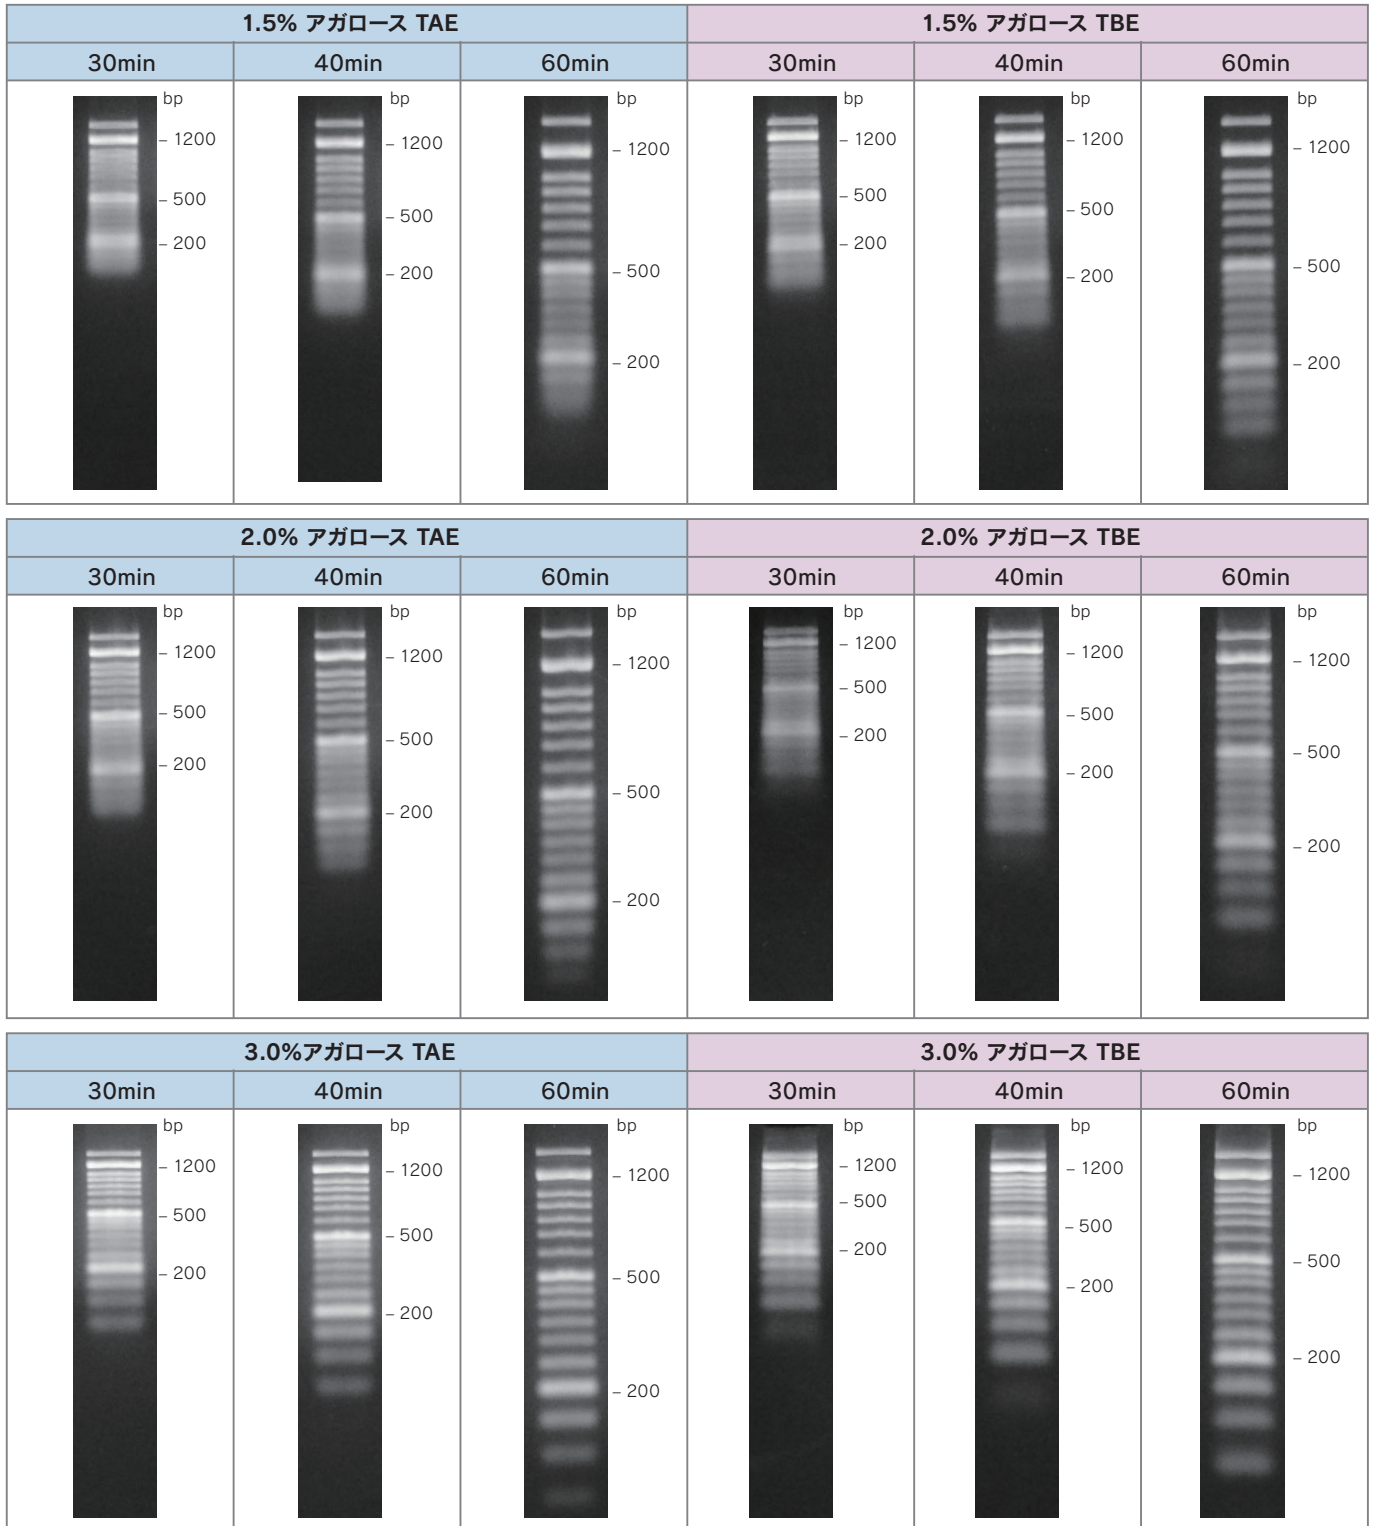 1.5% アガロース TAE
1.5% アガロース TBE
30min
40min
60min
30min
40min
60min
bp
– 1200
– 500
– 200
bp
– 1200
– 500
– 200
bp
– 1200
– 500
– 200
bp
– 1200
– 500
– 200
bp
– 1200
– 500
– 200
bp
– 1200
– 500
– 200
2.0% アガロース TAE
2.0% アガロース TBE
30min
40min
60min
30min
40min
60min
bp
– 1200
– 500
– 200
bp
– 1200
– 500
– 200
bp
– 1200
– 500
– 200
bp
– 1200
– 500
– 200
bp
– 1200
– 500
– 200
bp
– 1200
– 500
– 200
3.0%アガロース TAE
3.0% アガロース TBE
30min
40min
60min
30min
40min
60min
bp
– 1200
– 500
– 200
bp
– 1200
– 500
– 200
bp
– 1200
– 500
– 200
bp
– 1200
– 500
– 200
bp
– 1200
– 500
– 200
bp
– 1200
– 500
– 200